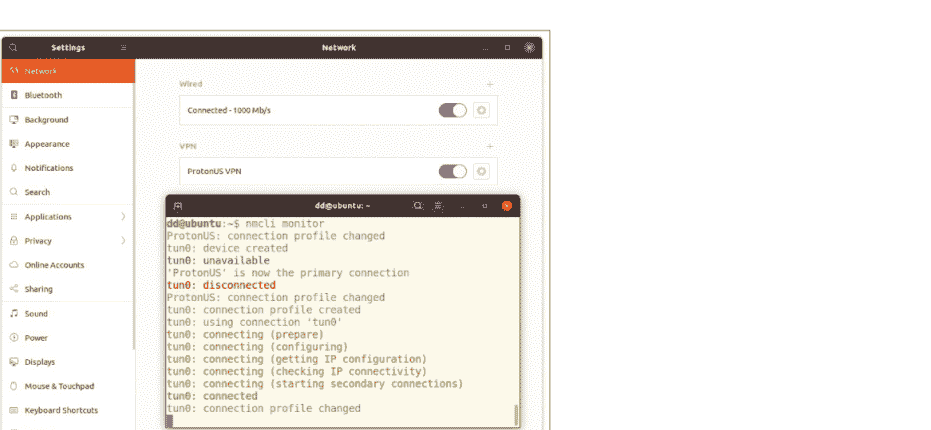 Settings
Network
Network
Bluetooth
Background
Appearance
Notifications
Search
Applications
Privacy
Online Accounts
Sharing
Sound
Power
Displays
Mouse & Touchpad
Keyboard Shortcuts
Wired
Connected - 1000 Mb/s
VPN
ProtonUS VPN
dd@ubuntu: ~
dd@ubuntu:~$ nmcli monitor
ProtonUS: connection profile changed
tun0: device created
tun0: unavailable
'ProtonUS' is now the primary connection
tun0: disconnected
ProtonUS: connection profile changed
tun0: connection profile created
tun0: using connection 'tun0'
tun0: connecting (prepare)
tun0: connecting (configuring)
tun0: connecting (getting IP configuration)
tun0: connecting (checking IP connectivity)
tun0: connecting (starting secondary connections)
tun0: connected
tun0: connection profile changed